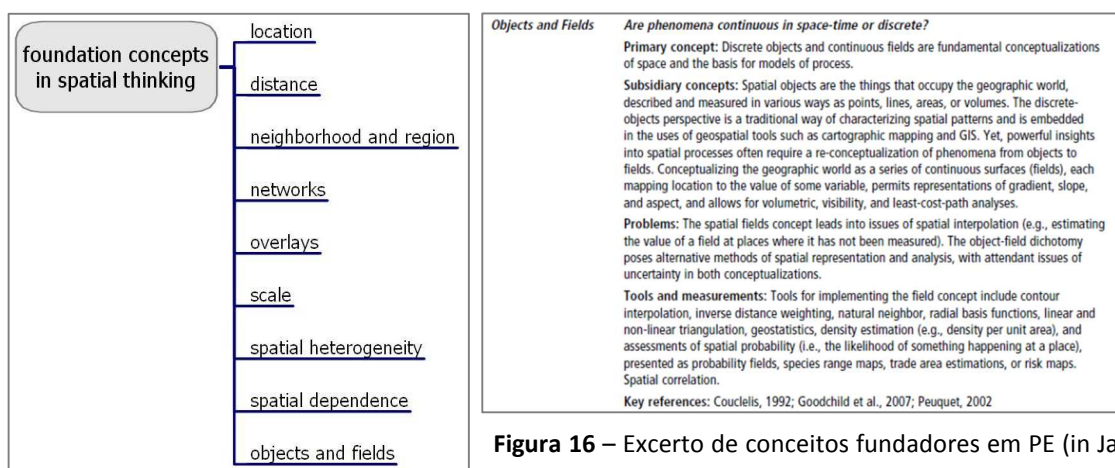 foundation concepts
in spatial thinking
location
distance
neighborhood and region
networks
overlays
scale
spatial heterogeneity
spatial dependence
objects and fields
Objects and Fields
Are phenomena continuous in space-time or discrete?
Primary concept: Discrete objects and continuous fields are fundamental conceptualizations
of space and the basis for models of process.
Subsidiary concepts: Spatial objects are the things that occupy the geographic world,
described and measured in various ways as points, lines, areas, or volumes. The discrete-
objects perspective is a traditional way of characterizing spatial patterns and is embedded
in the uses of geospatial tools such as cartographic mapping and GIS. Yet, powerful insights
into spatial processes often require a re-conceptualization of phenomena from objects to
fields. Conceptualizing the geographic world as a series of continuous surfaces (fields), each
mapping location to the value of some variable, permits representations of gradient, slope,
and aspect, and allows for volumetric, visibility, and least-cost-path analyses.
Problems: The spatial fields concept leads into issues of spatial interpolation (e.g., estimating
the value of a field at places where it has not been measured). The object-field dichotomy
poses alternative methods of spatial representation and analysis, with attendant issues of
uncertainty in both conceptualizations.
Tools and measurements: Tools for implementing the field concept include contour
interpolation, inverse distance weighting, natural neighbor, radial basis functions, linear and
non-linear triangulation, geostatistics, density estimation (e.g., density per unit area), and
assessments of spatial probability (i.e., the likelihood of something happening at a place),
presented as probability fields, species range maps, trade area estimations, or risk maps.
Spatial correlation.
Key references: Couclelis, 1992; Goodchild et al., 2007; Peuquet, 2002
Figura 16 – Excerto de conceitos fundadores em PE (in Ja